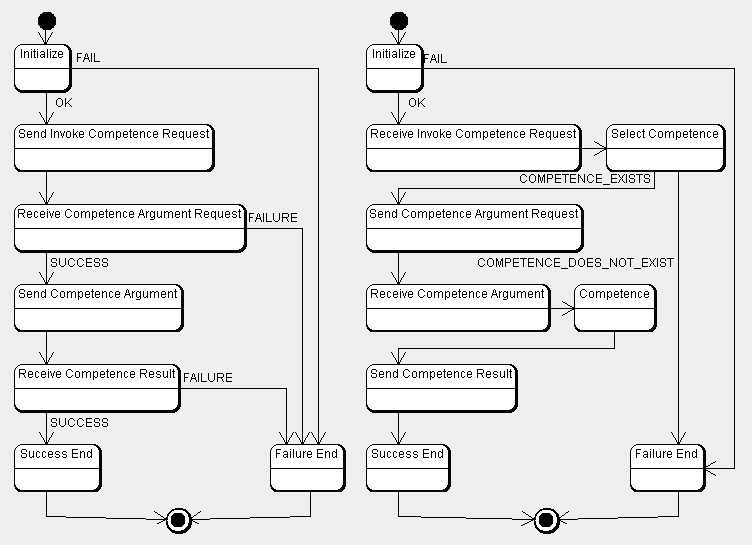 Initialize
FAIL
OK
Send Invoke Competence Request
Receive Competence Argument Request
FAILURE
SUCCESS
Send Competence Argument
Receive Competence Result
FAILURE
SUCCESS
Success End
Failure End
Initialize
FAIL
OK
Receive Invoke Competence Request
Select Competence
COMPETENCE_EXISTS
Send Competence Argument Request
COMPETENCE_DOES_NOT_EXIST
Receive Competence Argument
Competence
Send Competence Result
Success End
Failure End